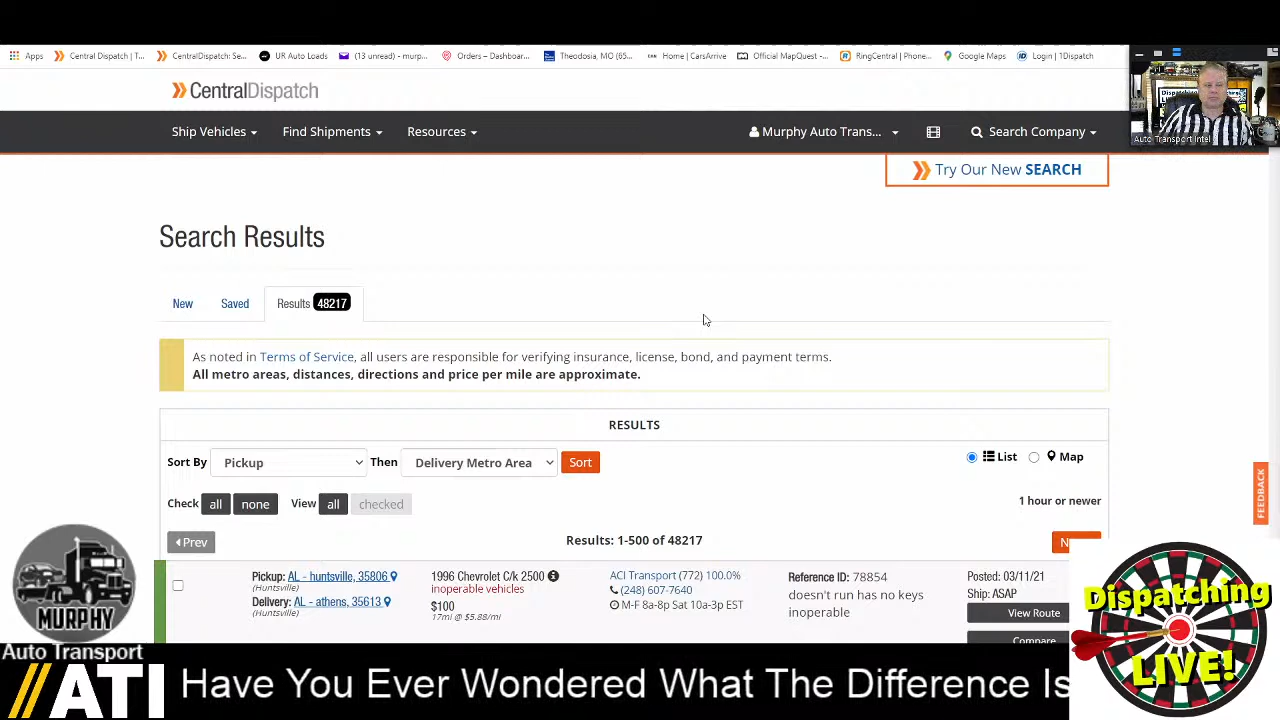 Apps
Central Dispatch | T...
CentralDispatch: Se...
UR Auto Loads
(13 unread) - murp...
Orders – Dashboar...
Theodosia, MO (65...
Home | CarsArrive
Official MapQuest -...
RingCentral | Phone...
Google Maps
Login | 1Dispatch
CentralDispatch
Ship Vehicles
Find Shipments
Resources
Murphy Auto Trans...
Search Company
Auto Transport Intel
Try Our New SEARCH
Search Results
New
Saved
Results 48217
As noted in Terms of Service, all users are responsible for verifying insurance, license, bond, and payment terms.
All metro areas, distances, directions and price per mile are approximate.
RESULTS
Sort By Pickup Then Delivery Metro Area Sort
List Map
Check all none View all checked
1 hour or newer
Prev
Results: 1-500 of 48217
Pickup: AL - huntsville, 35806
(Huntsville)
Delivery: AL - athens, 35613
(Huntsville)
1996 Chevrolet C/k 2500
inoperable vehicles
$100
17mi @ $5.88/mi
ACI Transport (772) 100.0%
(248) 607-7640
M-F 8a-8p Sat 10a-3p EST
Reference ID: 78854
doesn't run has no keys
inoperable
Posted: 03/11/21
Ship: ASAP
View Route
Compare
FEEDBACK
MURPHY
Auto Transport
ATI
Have You Ever Wondered What The Difference Is
Dispatching
LIVE!